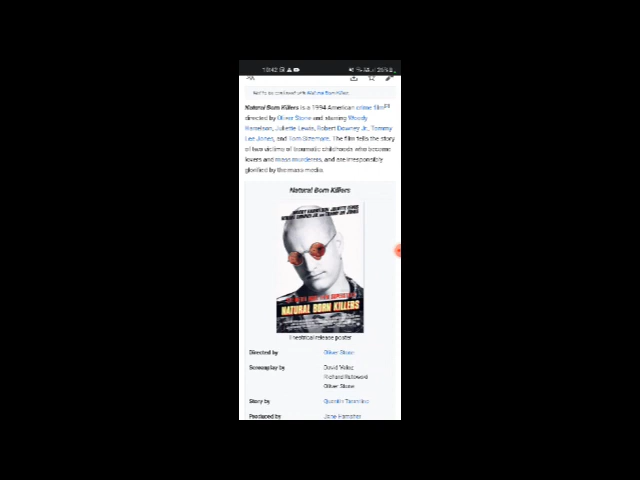 10:42
Natural Born Killers is a 1994 American crime film
directed by Oliver Stone and starring Woody
Harrelson, Juliette Lewis, Robert Downey Jr., Tommy
Lee Jones, and Tom Sizemore. The film tells the story
of two victims of traumatic childhoods who become
lovers and mass murderers, and are irresponsibly
glorified by the mass media.
Natural Born Killers
NATURAL BORN KILLERS
Theatrical release poster
Directed by
Oliver Stone
Screenplay by
David Veloz
Richard Rutowski
Oliver Stone
Story by
Quentin Tarantino
Produced by
Jane Hamsher